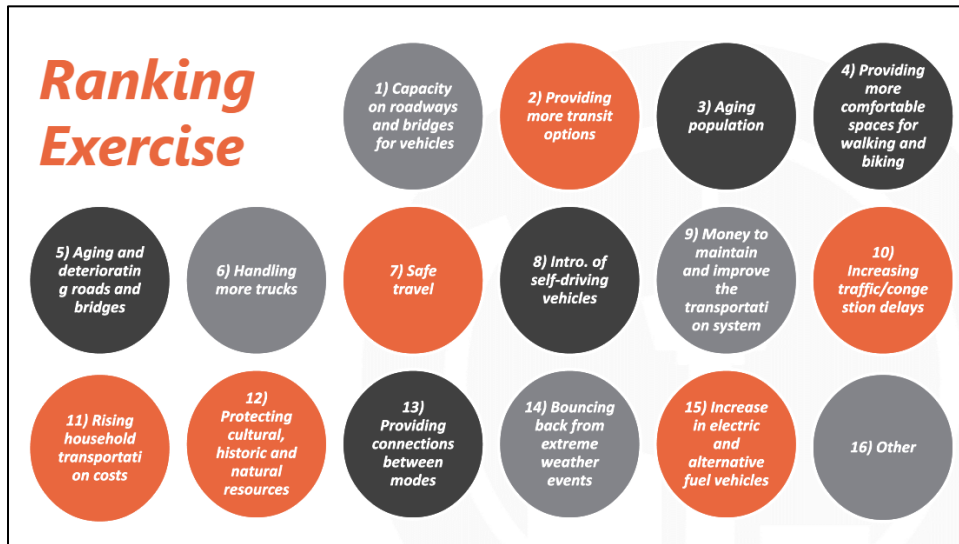 Ranking
Exercise
1) Capacity
on roadways
and bridges
for vehicles
2) Providing
more transit
options
3) Aging
population
4) Providing
more
comfortable
spaces for
walking and
biking
5) Aging and
deterioratin
g roads and
bridges
6) Handling
more trucks
7) Safe
travel
8) Intro. of
self-driving
vehicles
9) Money to
maintain
and improve
the
transportati
on system
10)
Increasing
traffic/conge
stion delays
11) Rising
household
transportati
on costs
12)
Protecting
cultural,
historic and
natural
resources
13)
Providing
connections
between
modes
14) Bouncing
back from
extreme
weather
events
15) Increase
in electric
and
alternative
fuel vehicles
16) Other